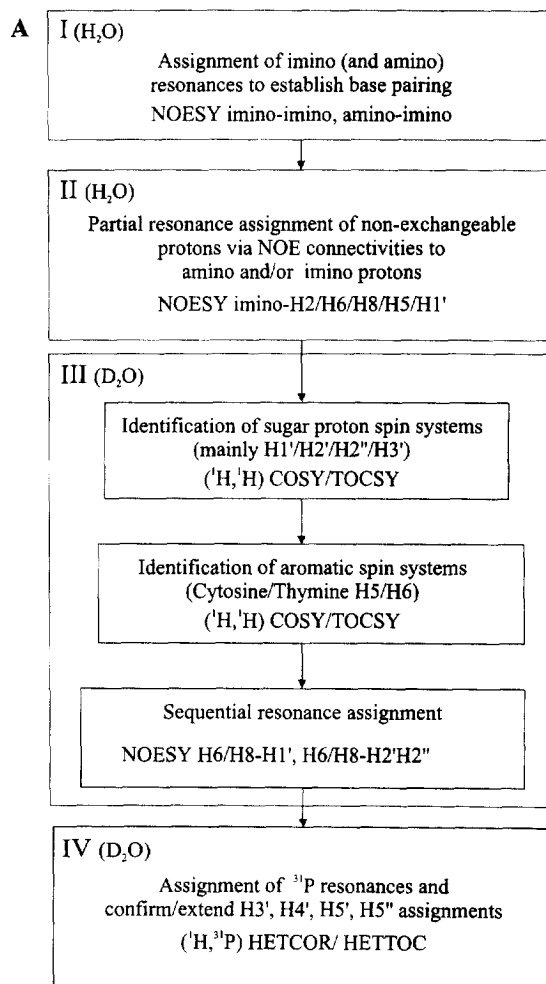 A
I (H₂O)
Assignment of imino (and amino)
resonances to establish base pairing
NOESY imino-imino, amino-imino
II (H₂O)
Partial resonance assignment of non-exchangeable
protons via NOE connectivities to
amino and/or imino protons
NOESY imino-H2/H6/H8/H5/H1'
III (D₂O)
Identification of sugar proton spin systems
(mainly H1'/H2'/H2"/H3')
(¹H,¹H) COSY/TOCSY
Identification of aromatic spin systems
(Cytosine/Thymine H5/H6)
(¹H,¹H) COSY/TOCSY
Sequential resonance assignment
NOESY H6/H8-H1', H6/H8-H2'H2"
IV (D₂O)
Assignment of ³¹P resonances and
confirm/extend H3', H4', H5', H5" assignments
(¹H,³¹P) HETCOR/ HETTOC